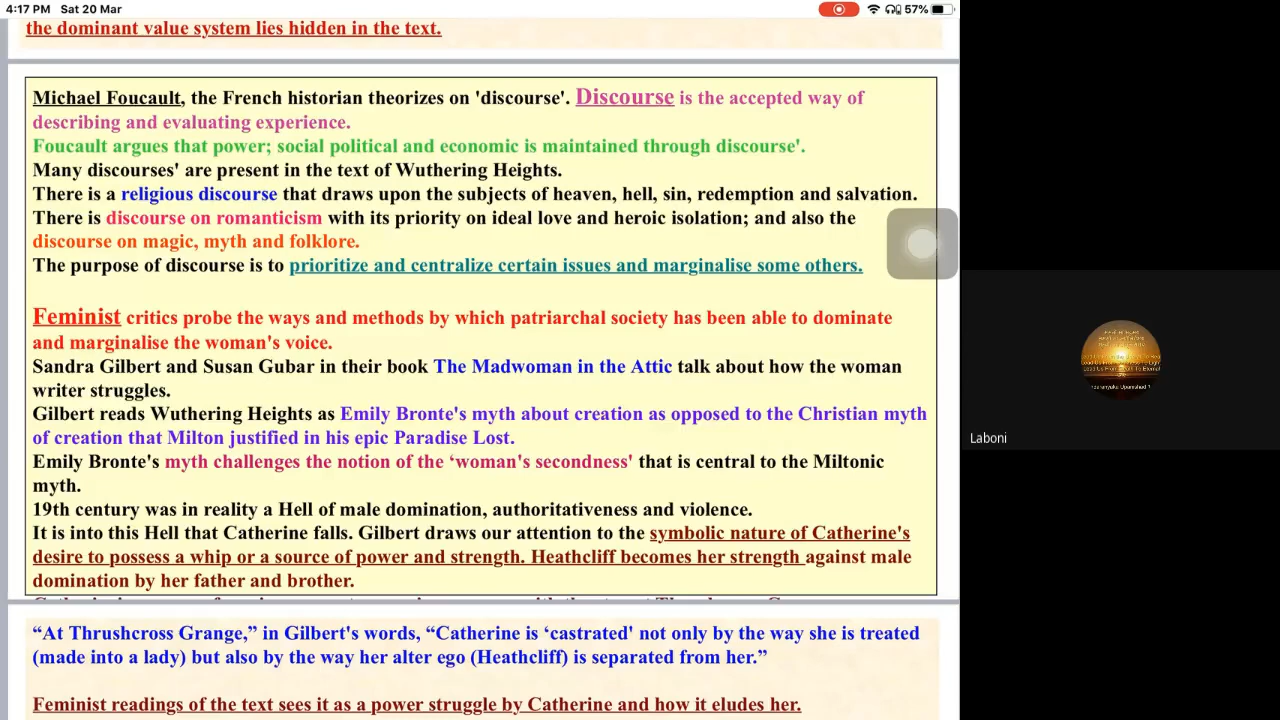 4:17 PM Sat 20 Mar
57%
the dominant value system lies hidden in the text.
Michael Foucault, the French historian theorizes on 'discourse'. Discourse is the accepted way of
describing and evaluating experience.
Foucault argues that power; social political and economic is maintained through discourse'.
Many discourses' are present in the text of Wuthering Heights.
There is a religious discourse that draws upon the subjects of heaven, hell, sin, redemption and salvation.
There is discourse on romanticism with its priority on ideal love and heroic isolation; and also the
discourse on magic, myth and folklore.
The purpose of discourse is to prioritize and centralize certain issues and marginalise some others.
Feminist critics probe the ways and methods by which patriarchal society has been able to dominate
and marginalise the woman's voice.
Sandra Gilbert and Susan Gubar in their book The Madwoman in the Attic talk about how the woman
writer struggles.
Gilbert reads Wuthering Heights as Emily Bronte's myth about creation as opposed to the Christian myth
of creation that Milton justified in his epic Paradise Lost.
Emily Bronte's myth challenges the notion of the ‘woman's secondness' that is central to the Miltonic
myth.
19th century was in reality a Hell of male domination, authoritativeness and violence.
It is into this Hell that Catherine falls. Gilbert draws our attention to the symbolic nature of Catherine's
desire to possess a whip or a source of power and strength. Heathcliff becomes her strength against male
domination by her father and brother.
“At Thrushcross Grange,” in Gilbert's words, “Catherine is ‘castrated' not only by the way she is treated
(made into a lady) but also by the way her alter ego (Heathcliff) is separated from her.”
Feminist readings of the text sees it as a power struggle by Catherine and how it eludes her.
Laboni